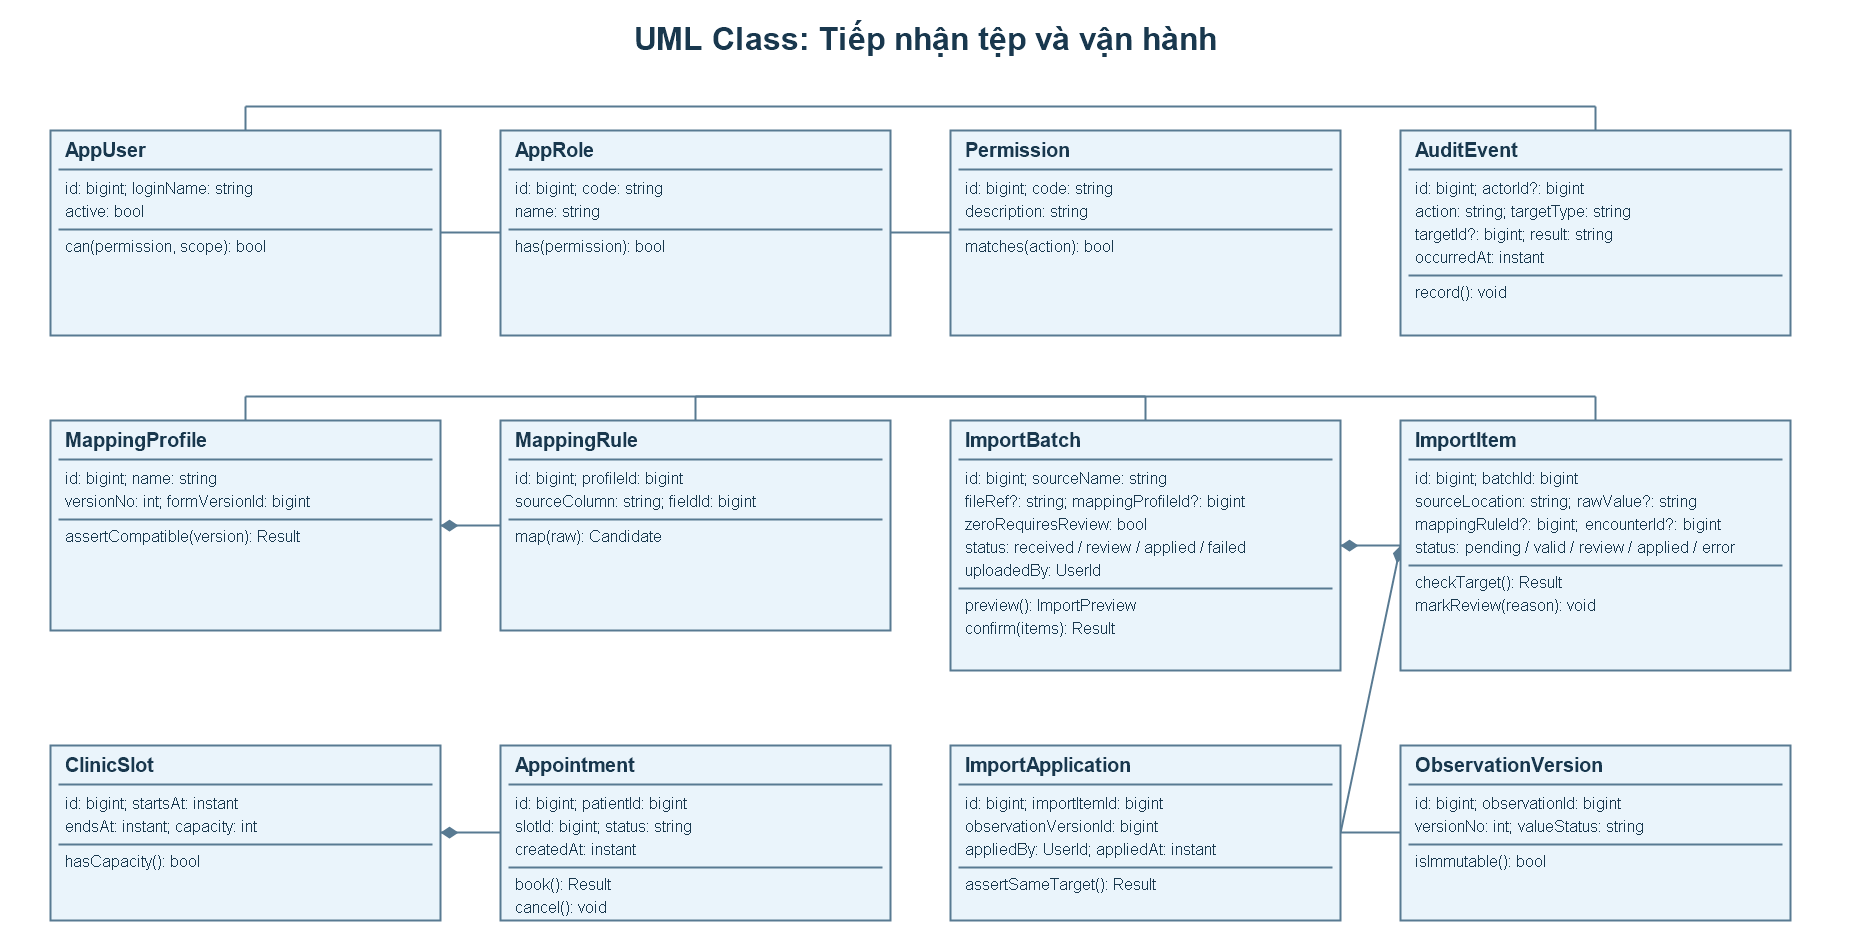 UML Class: Tiếp nhận tệp và vận hành
AppUser
id: bigint; loginName: string
active: bool
can(permission, scope): bool
AppRole
id: bigint; code: string
name: string
has(permission): bool
Permission
id: bigint; code: string
description: string
matches(action): bool
AuditEvent
id: bigint; actorId?: bigint
action: string; targetType: string
targetId?: bigint; result: string
occurredAt: instant
record(): void
MappingProfile
id: bigint; name: string
versionNo: int; formVersionId: bigint
assertCompatible(version): Result
MappingRule
id: bigint; profileId: bigint
sourceColumn: string; fieldId: bigint
map(raw): Candidate
ImportBatch
id: bigint; sourceName: string
fileRef?: string; mappingProfileId?: bigint
zeroRequiresReview: bool
status: received / review / applied / failed
uploadedBy: UserId
preview(): ImportPreview
confirm(items): Result
ImportItem
id: bigint; batchId: bigint
sourceLocation: string; rawValue?: string
mappingRuleId?: bigint; encounterId?: bigint
status: pending / valid / review / applied / error
checkTarget(): Result
markReview(reason): void
ClinicSlot
id: bigint; startsAt: instant
endsAt: instant; capacity: int
hasCapacity(): bool
Appointment
id: bigint; patientId: bigint
slotId: bigint; status: string
createdAt: instant
book(): Result
cancel(): void
ImportApplication
id: bigint; importItemId: bigint
observationVersionId: bigint
appliedBy: UserId; appliedAt: instant
assertSameTarget(): Result
ObservationVersion
id: bigint; observationId: bigint
versionNo: int; valueStatus: string
isImmutable(): bool